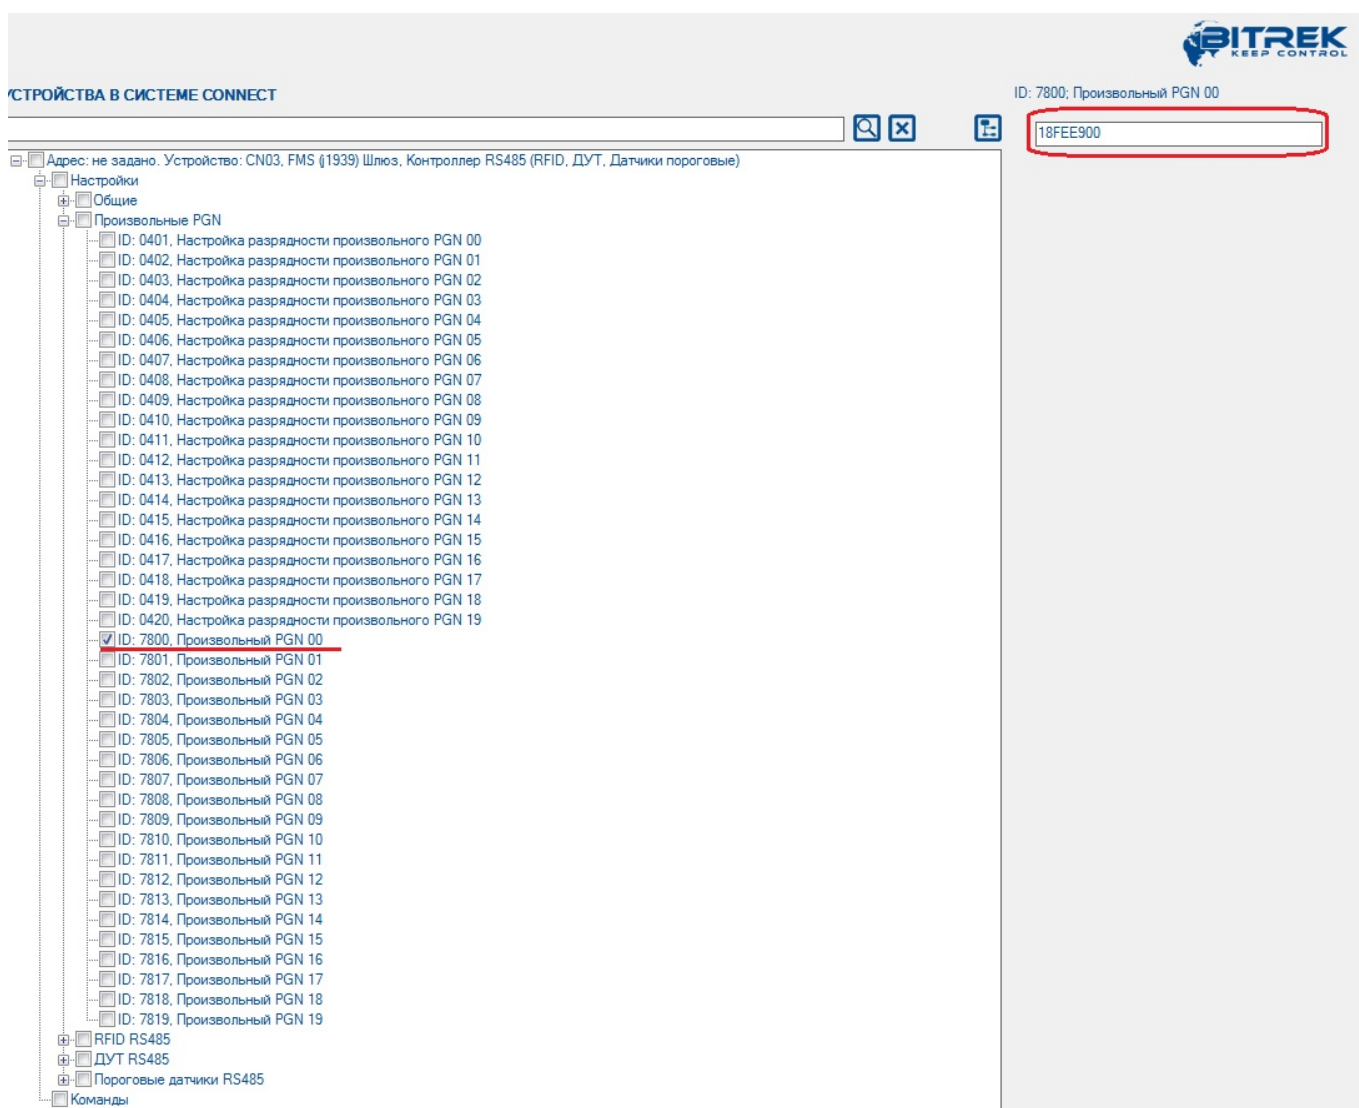 BITREK
KEEP CONTROL
УСТРОЙСТВА В СИСТЕМЕ CONNECT
ID: 7800; Произвольный PGN 00
18FEE900
Адрес: не задано. Устройство: CN03, FMS (j1939) Шлюз, Контроллер RS485 (RFID, ДУТ, Датчики пороговые)
Настройки
Общие
Произвольные PGN
ID: 0401, Настройка разрядности произвольного PGN 00
ID: 0402, Настройка разрядности произвольного PGN 01
ID: 0403, Настройка разрядности произвольного PGN 02
ID: 0404, Настройка разрядности произвольного PGN 03
ID: 0405, Настройка разрядности произвольного PGN 04
ID: 0406, Настройка разрядности произвольного PGN 05
ID: 0407, Настройка разрядности произвольного PGN 06
ID: 0408, Настройка разрядности произвольного PGN 07
ID: 0409, Настройка разрядности произвольного PGN 08
ID: 0410, Настройка разрядности произвольного PGN 09
ID: 0411, Настройка разрядности произвольного PGN 10
ID: 0412, Настройка разрядности произвольного PGN 11
ID: 0413, Настройка разрядности произвольного PGN 12
ID: 0414, Настройка разрядности произвольного PGN 13
ID: 0415, Настройка разрядности произвольного PGN 14
ID: 0416, Настройка разрядности произвольного PGN 15
ID: 0417, Настройка разрядности произвольного PGN 16
ID: 0418, Настройка разрядности произвольного PGN 17
ID: 0419, Настройка разрядности произвольного PGN 18
ID: 0420, Настройка разрядности произвольного PGN 19
ID: 7800, Произвольный PGN 00
ID: 7801, Произвольный PGN 01
ID: 7802, Произвольный PGN 02
ID: 7803, Произвольный PGN 03
ID: 7804, Произвольный PGN 04
ID: 7805, Произвольный PGN 05
ID: 7806, Произвольный PGN 06
ID: 7807, Произвольный PGN 07
ID: 7808, Произвольный PGN 08
ID: 7809, Произвольный PGN 09
ID: 7810, Произвольный PGN 10
ID: 7811, Произвольный PGN 11
ID: 7812, Произвольный PGN 12
ID: 7813, Произвольный PGN 13
ID: 7814, Произвольный PGN 14
ID: 7815, Произвольный PGN 15
ID: 7816, Произвольный PGN 16
ID: 7817, Произвольный PGN 17
ID: 7818, Произвольный PGN 18
ID: 7819, Произвольный PGN 19
RFID RS485
ДУТ RS485
Пороговые датчики RS485
Команды